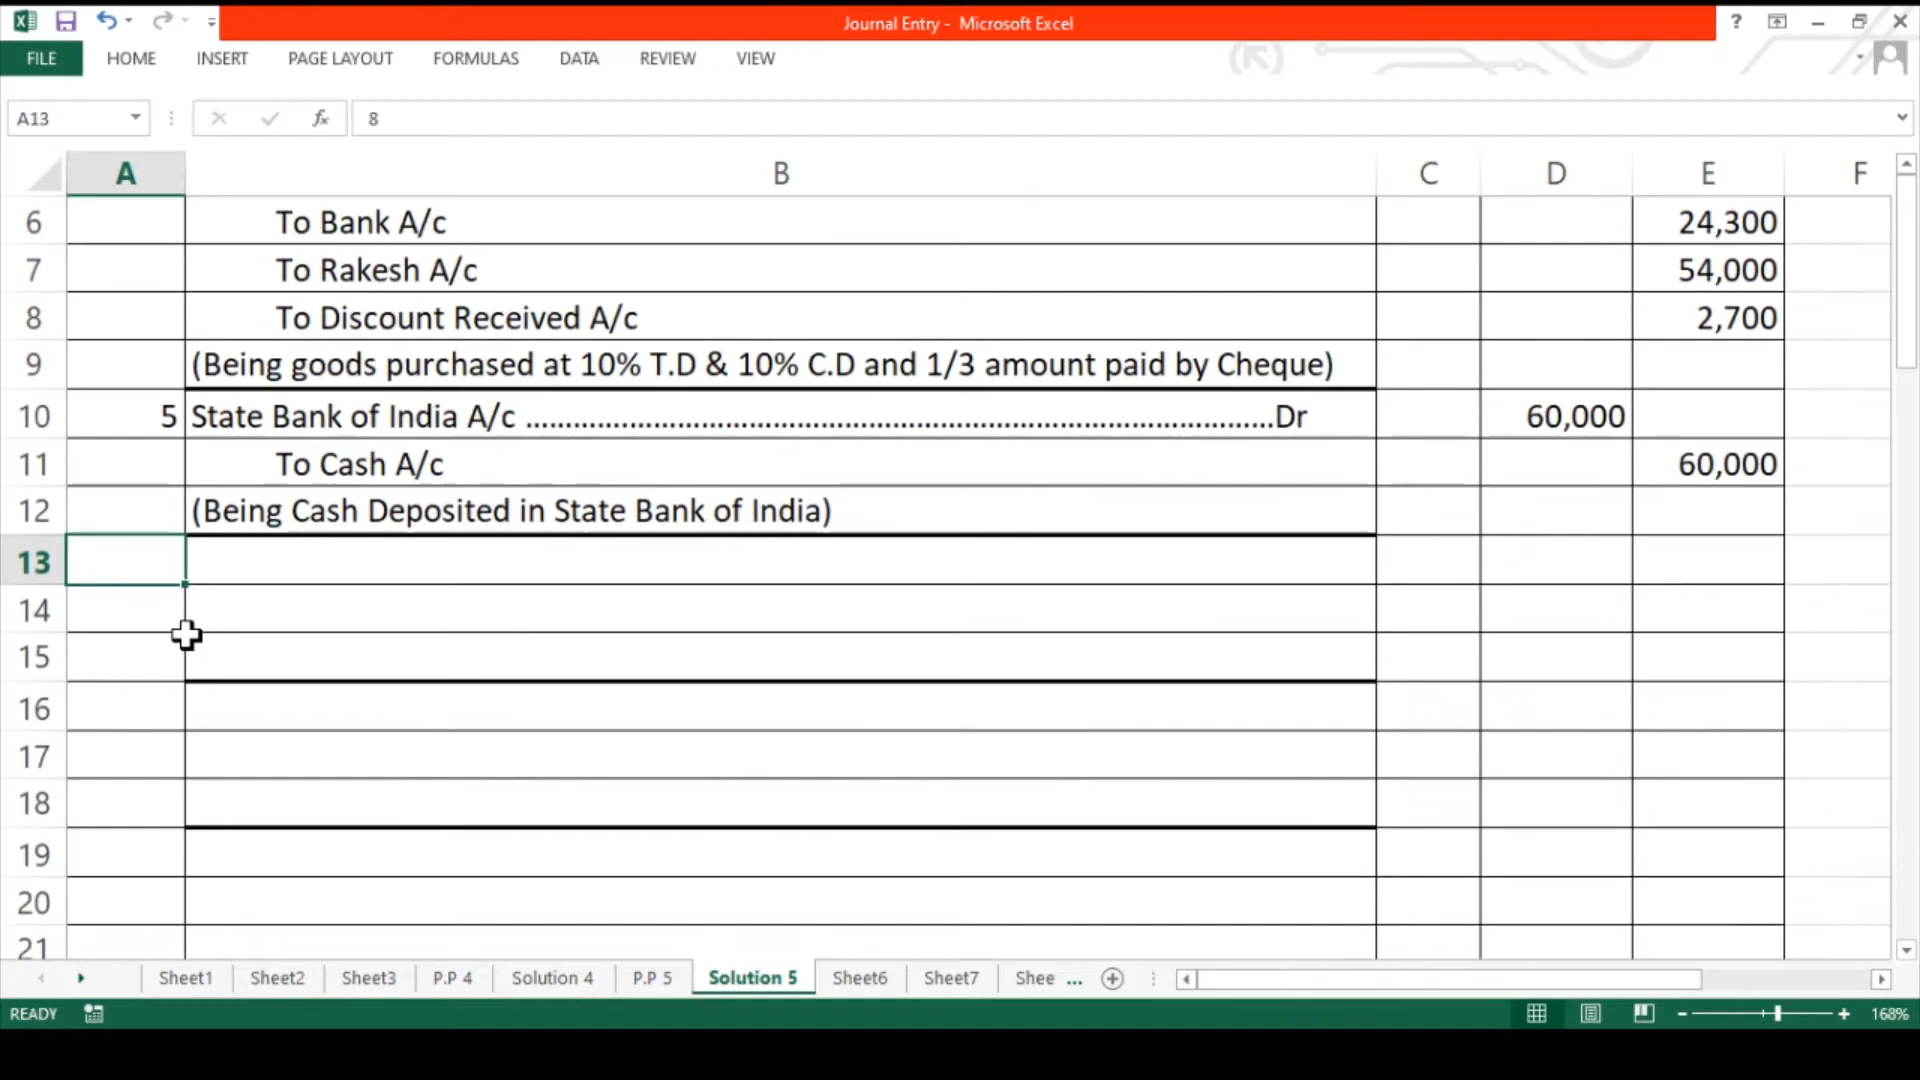 Journal Entry - Microsoft Excel
?
FILE HOME INSERT PAGE LAYOUT FORMULAS DATA REVIEW VIEW
A13 fx 8
A B C D E F
6 To Bank A/c 24,300
7 To Rakesh A/c 54,000
8 To Discount Received A/c 2,700
9 (Being goods purchased at 10% T.D & 10% C.D and 1/3 amount paid by Cheque)
10 5 State Bank of India A/c ..............................................................................................Dr 60,000
11 To Cash A/c 60,000
12 (Being Cash Deposited in State Bank of India)
13
14
15
16
17
18
19
20
21
Sheet1 Sheet2 Sheet3 P.P 4 Solution 4 P.P 5 Solution 5 Sheet6 Sheet7 Shee ...
READY 168%